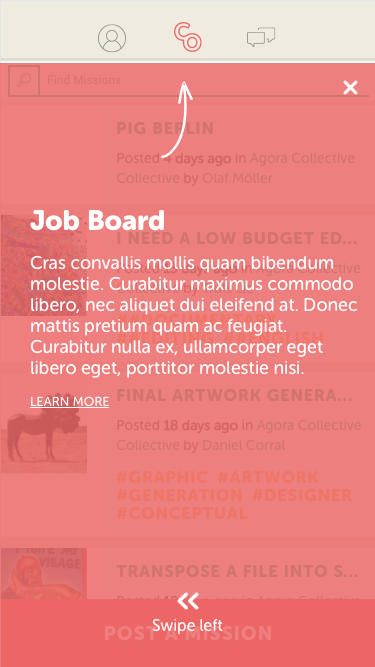 CO
Find Missions
PIG BERLIN
Posted 4 days ago in Agora Collective
Collective by Olaf Möller
Job Board
I NEED A LOW BUDGET ED...
Cras convallis mollis quam bibendum
molestie. Curabitur maximus commodo
libero, nec aliquet dui eleifend at. Donec
mattis pretium quam ac feugiat.
Curabitur nulla ex, ullamcorper eget
libero eget, porttitor molestie nisi.
LEARN MORE
FINAL ARTWORK GENERA...
Posted 18 days ago in Agora Collective
Collective by Daniel Corral
#GRAPHIC #ARTWORK
#GENERATION #DESIGNER
#CONCEPTUAL
TRANSPOSE A FILE INTO S...
Swipe left
POST A MISSION